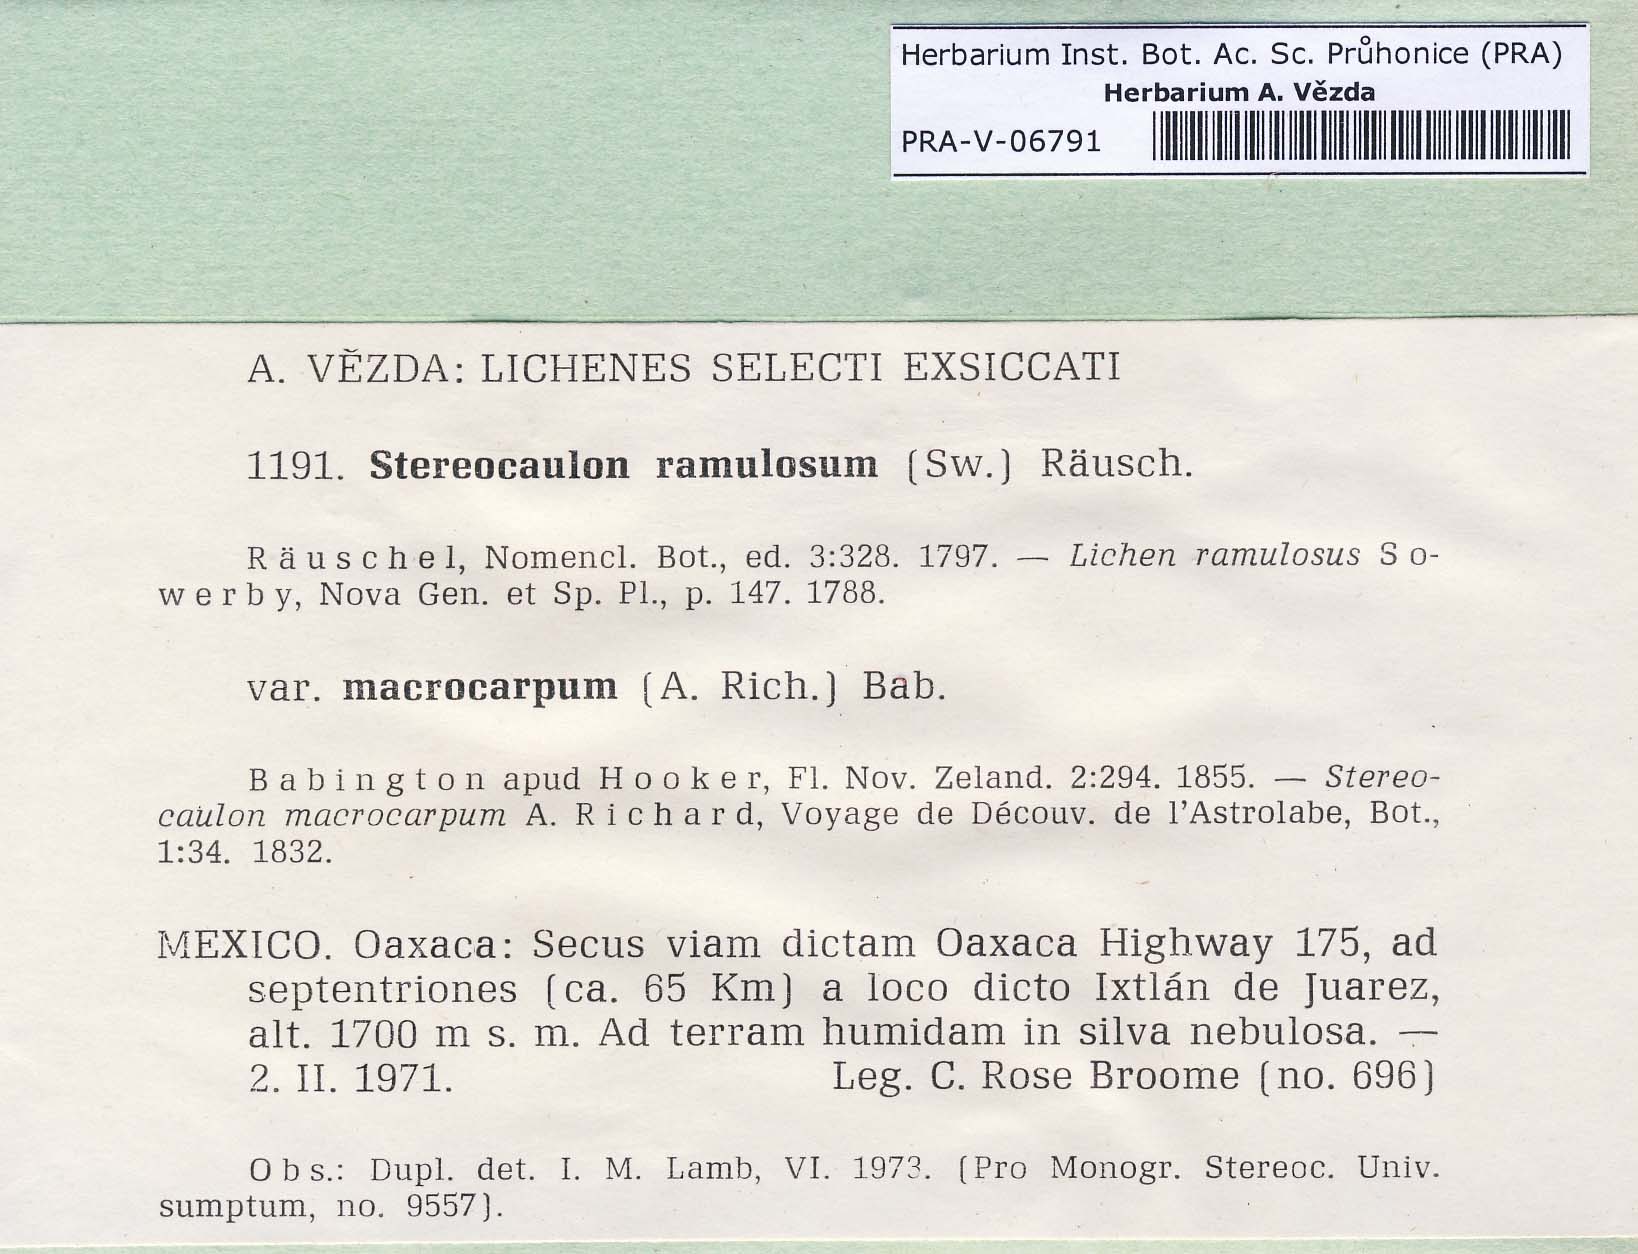 Herbarium Inst. Bot. Ac. Sc. Průhonice (PRA)
Herbarium A. Vězda
PRA-V-06791
A. VĚZDA: LICHENES SELECTI EXSICCATI
1191. Stereocaulon ramulosum (Sw.) Räusch.
Räuschel, Nomencl. Bot., ed. 3:328. 1797. — Lichen ramulosus So-
werby, Nova Gen. et Sp. Pl., p. 147. 1788.
var. macrocarpum (A. Rich.) Bab.
Babington apud Hooker, Fl. Nov. Zeland. 2:294. 1855. — Stereo-
caulon macrocarpum A. Richard, Voyage de Découv. de l'Astrolabe, Bot.,
1:34. 1832.
MEXICO. Oaxaca: Secus viam dictam Oaxaca Highway 175, ad
septentriones (ca. 65 Km) a loco dicto Ixtlán de Juarez,
alt. 1700 m s. m. Ad terram humidam in silva nebulosa. —
2. II. 1971. Leg. C. Rose Broome (no. 696)
Obs.: Dupl. det. I. M. Lamb, VI. 1973. (Pro Monogr. Stereoc. Univ.
sumptum, no. 9557).